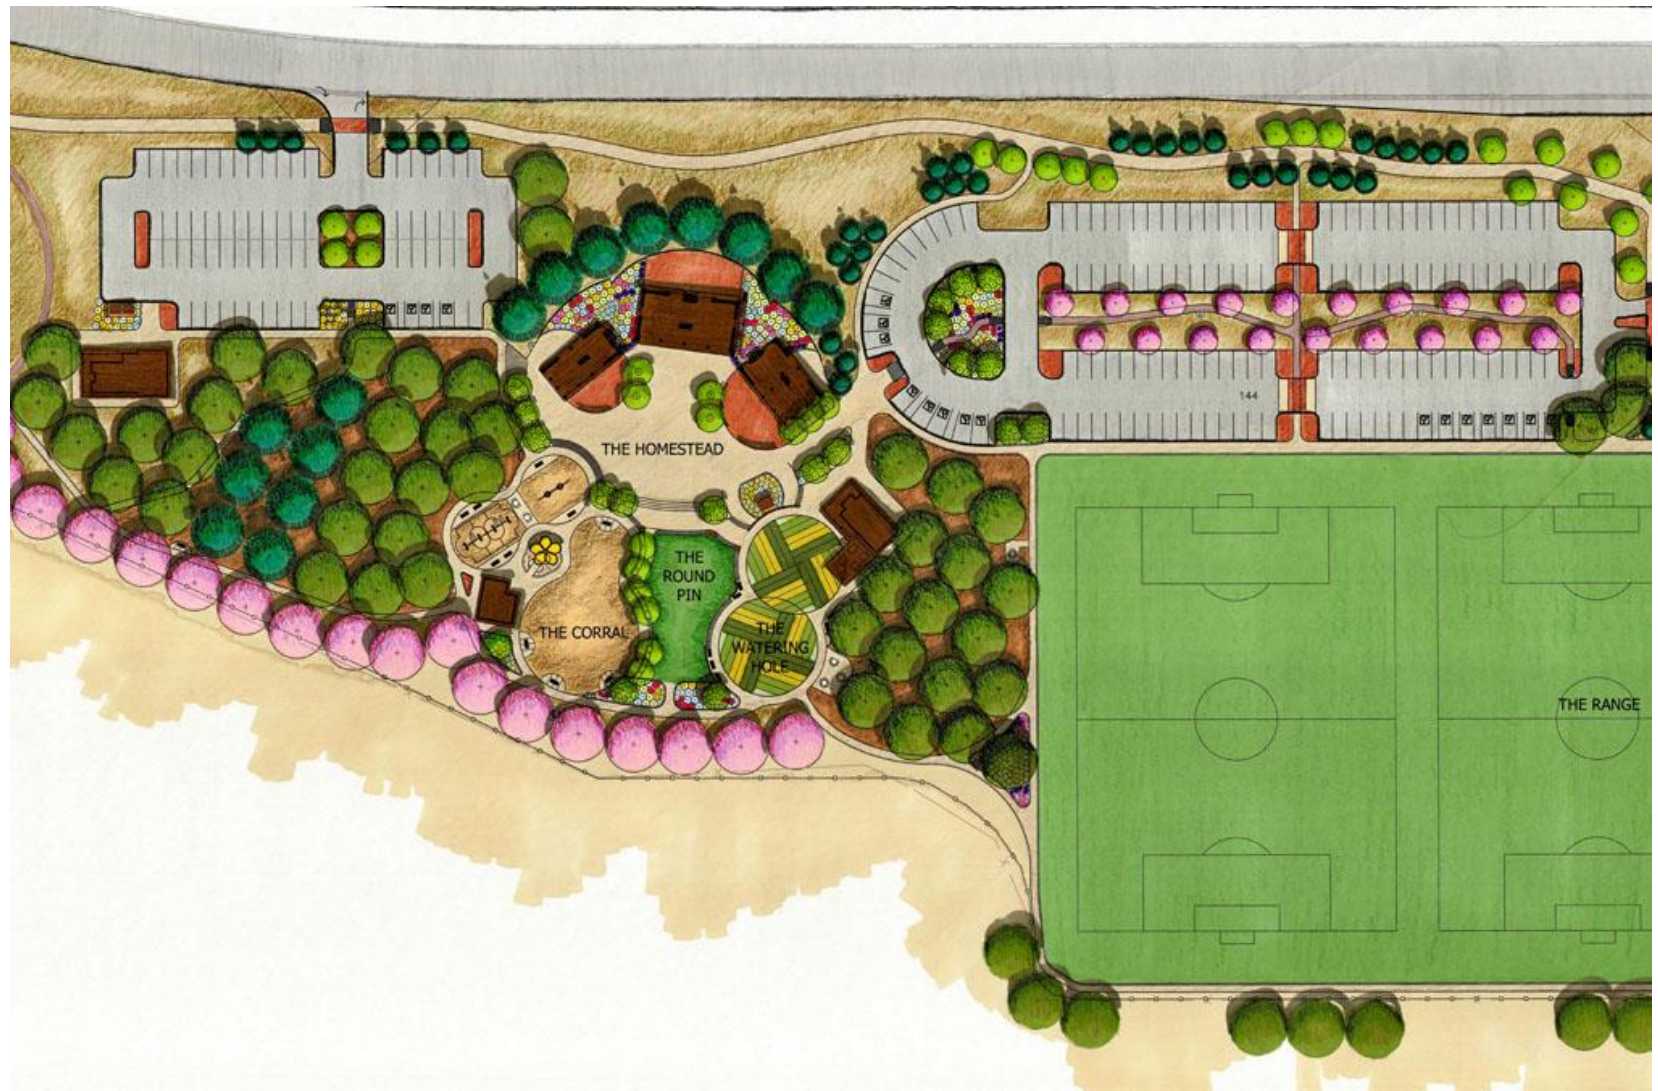 144
THE HOMESTEAD
THE
ROUND
PIN
THE CORRAL
THE
WATERING
HOLE
THE RANGE